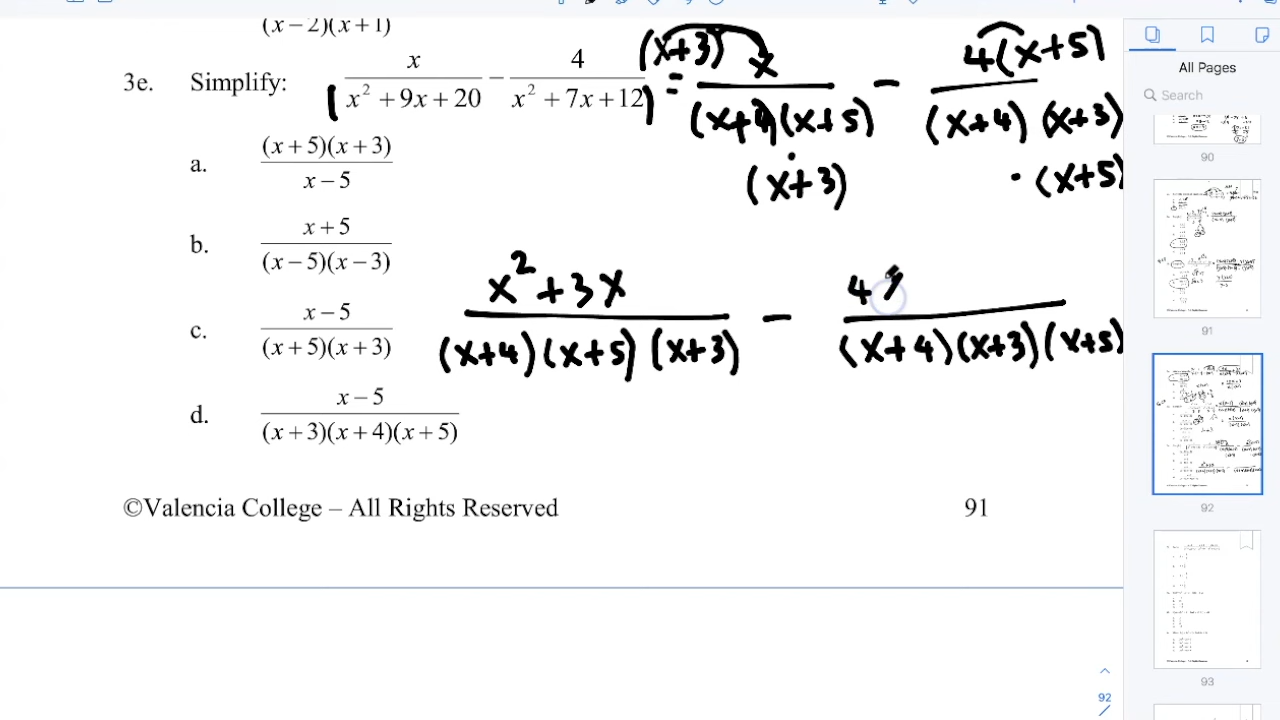 (x−2)(x+1)
All Pages
Search
3e. Simplify: ( x / (x² + 9x + 20) − 4 / (x² + 7x + 12) ) = (x+3) x / (x+4)(x+5) − 4(x+5) / (x+4)(x+3)
· (x+3) · (x+5)
a. (x+5)(x+3) / x−5
b. x+5 / (x−5)(x−3)
x² + 3x / (x+4)(x+5)(x+3) − 4 / (x+4)(x+3)(x+5)
c. x−5 / (x+5)(x+3)
d. x−5 / (x+3)(x+4)(x+5)
©Valencia College – All Rights Reserved 91
90
91
92
93
92